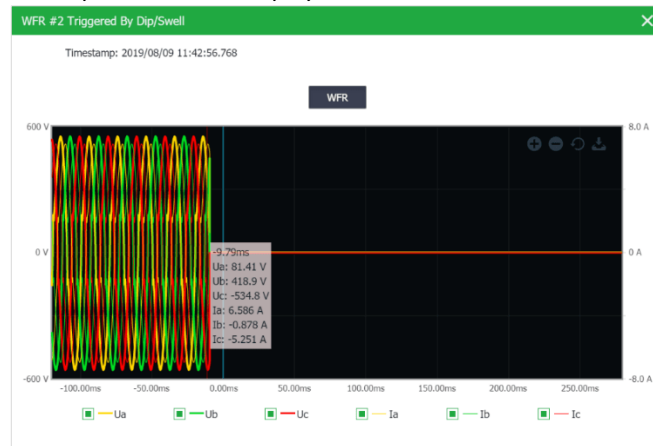 WFR #2 Triggered By Dip/Swell
Timestamp: 2019/08/09 11:42:56.768
WFR
600 V
8.0 A
0 V
0 A
-9.79ms
Ua: 81.41 V
Ub: 418.9 V
Uc: -534.8 V
Ia: 6.586 A
Ib: -0.878 A
Ic: -5.251 A
-600 V
-8.0 A
-100.00ms -50.00ms 0.00ms 50.00ms 100.00ms 150.00ms 200.00ms 250.00ms
Ua Ub Uc Ia Ib Ic